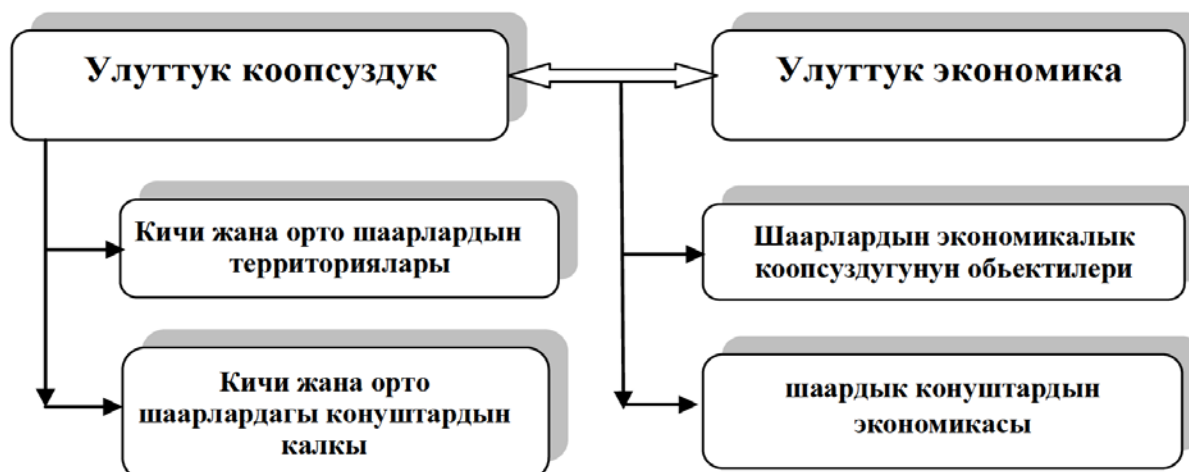 Улуттук коопсуздук
Улуттук экономика
Кичи жана орто шаарлардын
территориялары
Шаарлардын экономикалык
коопсуздугунун обьектилери
Кичи жана орто
шаарлардагы конуштардын
калкы
шаардык конуштардын
экономикасы